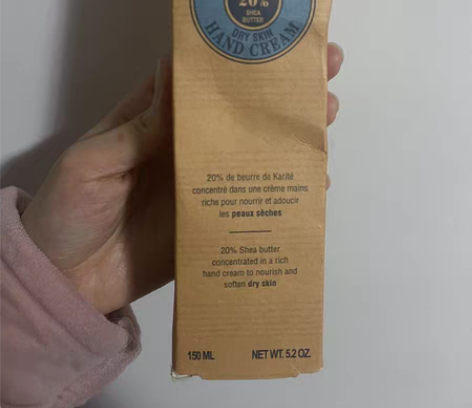 20%
SHEA
BUTTER
DRY SKIN
HAND CREAM
20% de beurre de Karité
concentré dans une crème mains
riche pour nourrir et adoucir
les peaux sèches
20% Shea butter
concentrated in a rich
hand cream to nourish and
soften dry skin
150 ML NET WT. 5.2 OZ.